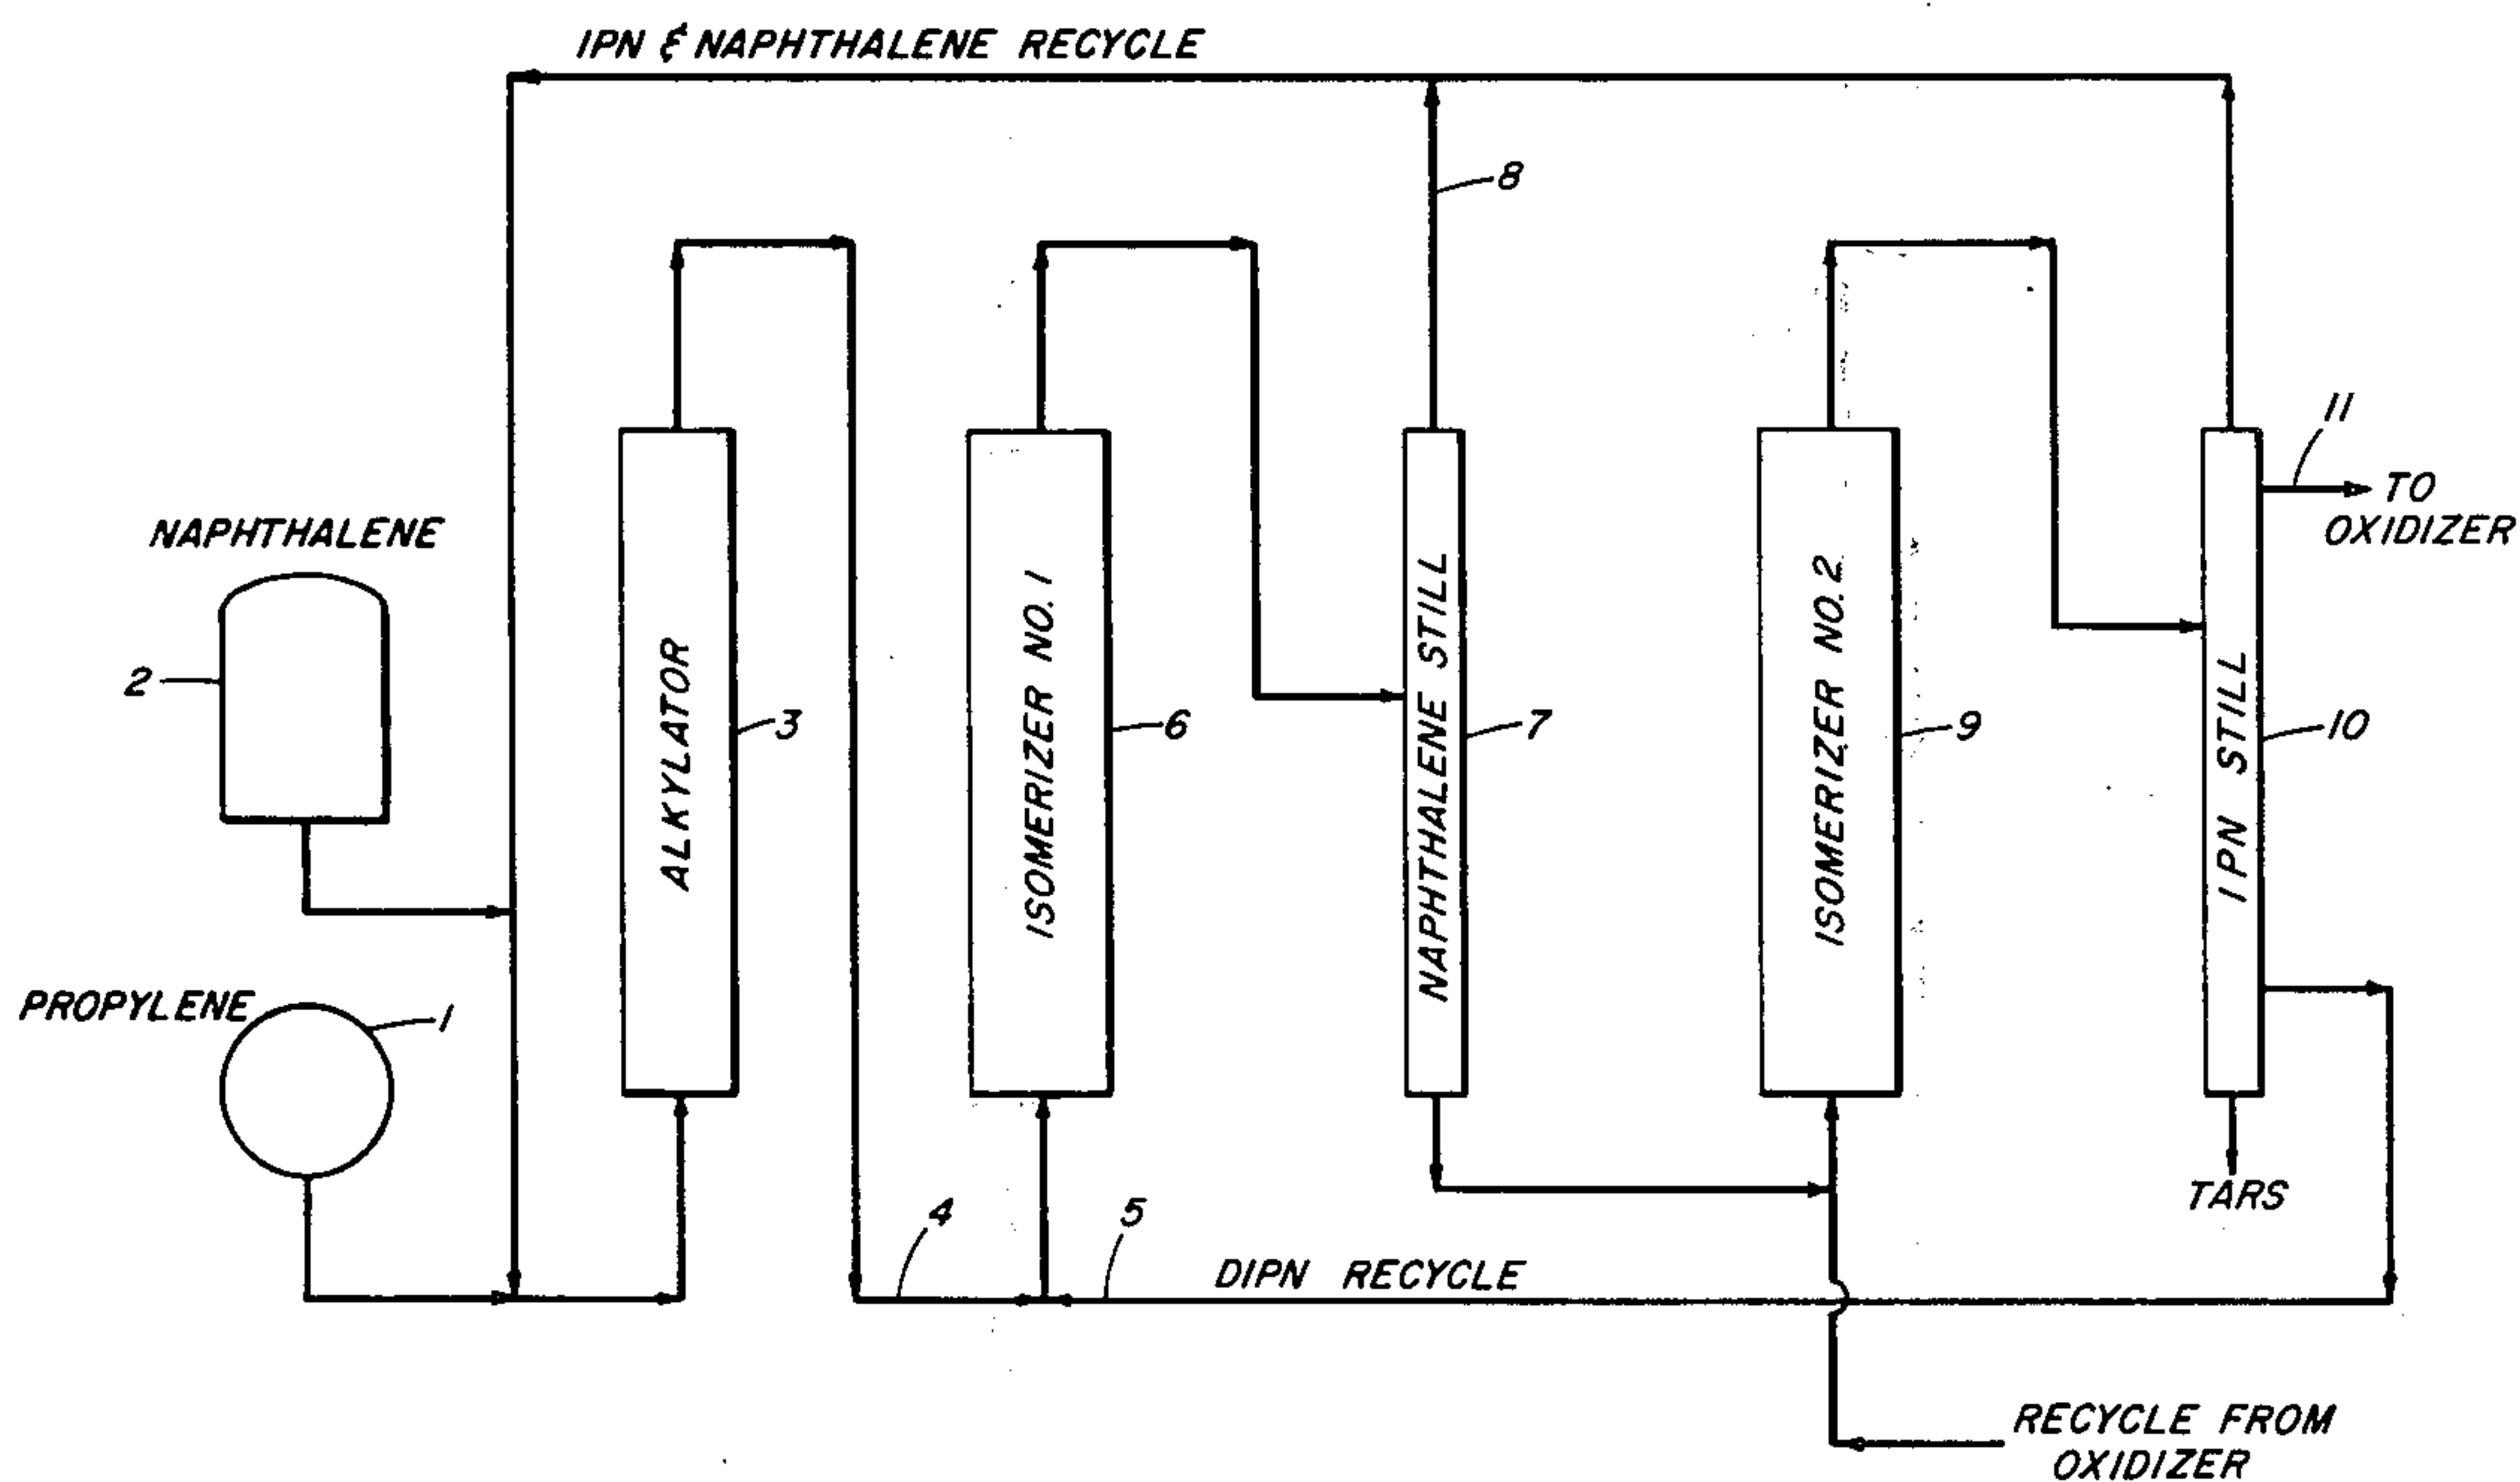 IPN & NAPHTHALENE RECYCLE
8
11
TO
OXIDIZER
NAPHTHALENE
2
ALKYLATOR
3
ISOMERIZER NO. 1
6
NAPHTHALENE STILL
7
ISOMERIZER NO. 2
9
IPN STILL
10
PROPYLENE
1
TARS
4
5
DIPN RECYCLE
RECYCLE FROM
OXIDIZER